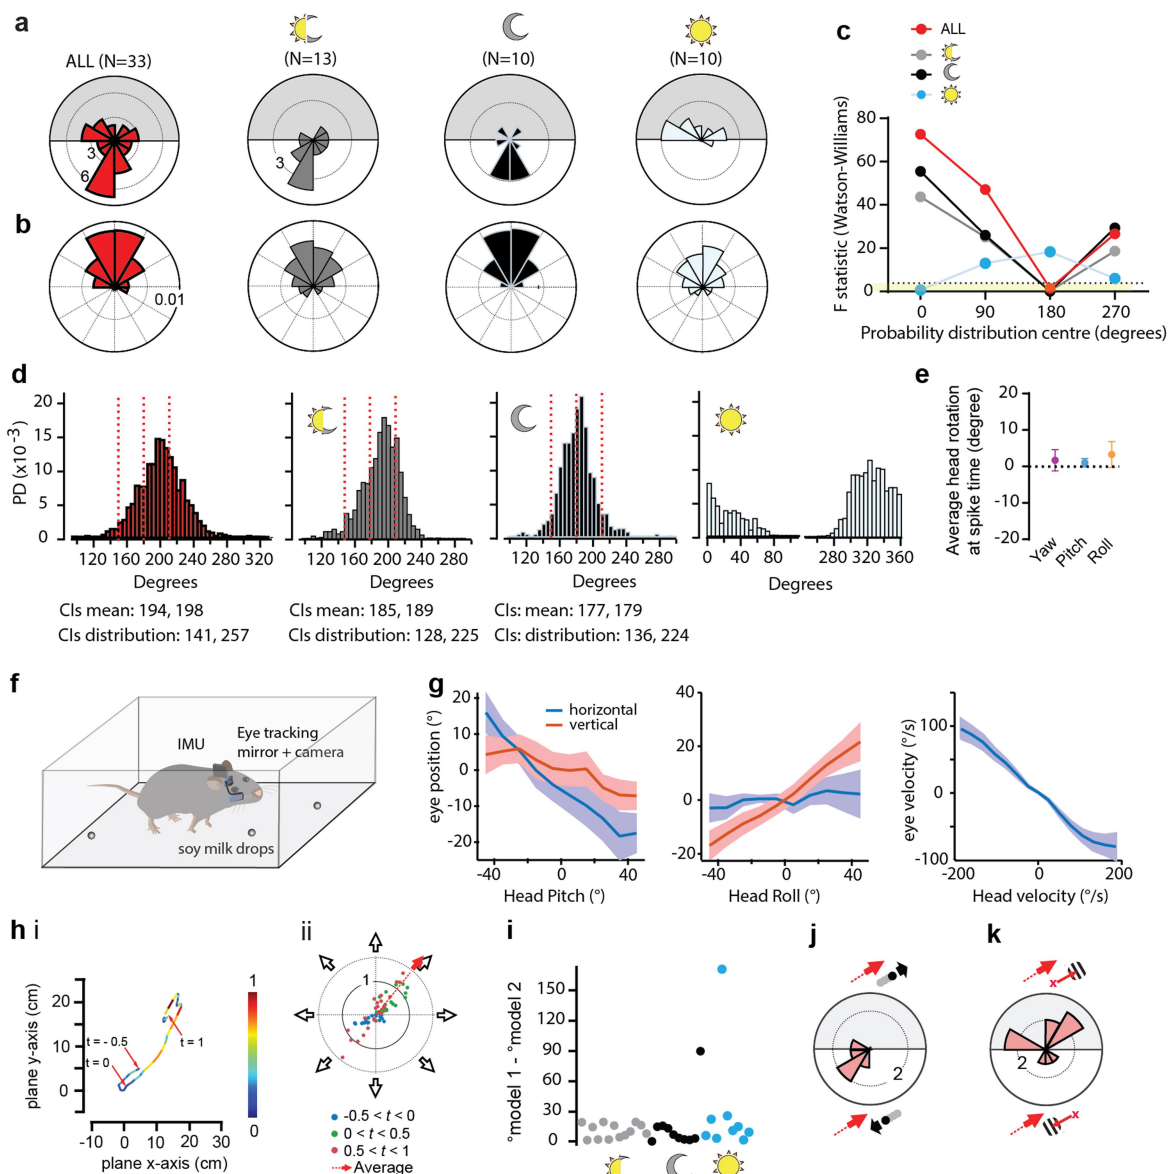 a
ALL (N=33)
(N=13)
(N=10)
(N=10)
3
6
3
b
0.01
c
ALL
F statistic (Watson-Williams)
80
60
40
20
0
0 90 180 270
Probability distribution centre (degrees)
d
PD (x10⁻³)
20
15
10
5
0
120 160 200 240 280 320
Degrees
CIs mean: 194, 198
CIs distribution: 141, 257
120 160 200 240 280
Degrees
CIs mean: 185, 189
CIs distribution: 128, 225
120 160 200 240 280
Degrees
CIs: mean: 177, 179
CIs: distribution: 136, 224
0 40 80 280 320 360
Degrees
e
Average head rotation
at spike time (degree)
20
10
0
-10
-20
Yaw Pitch Roll
f
IMU
Eye tracking
mirror + camera
soy milk drops
g
eye position (°)
20
10
0
-10
-20
horizontal
vertical
-40 0 40
Head Pitch (°)
40
20
0
-20
-40 0 40
Head Roll (°)
eye velocity (°/s)
100
0
-100
-200 0 200
Head velocity (°/s)
h i
plane y-axis (cm)
20
10
0
t = - 0.5
t=0
t = 1
-10 0 10 20 30
plane x-axis (cm)
1
0
ii
1
-0.5 < t < 0
0 < t < 0.5
0.5 < t < 1
Average
i
°model 1 - °model 2
150
120
90
60
30
0
j
2
k
x
2
x